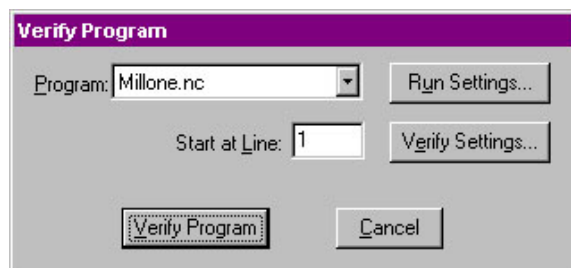 Verify Program
Program: Millone.nc Run Settings...
Start at Line: 1 Verify Settings...
Verify Program Cancel